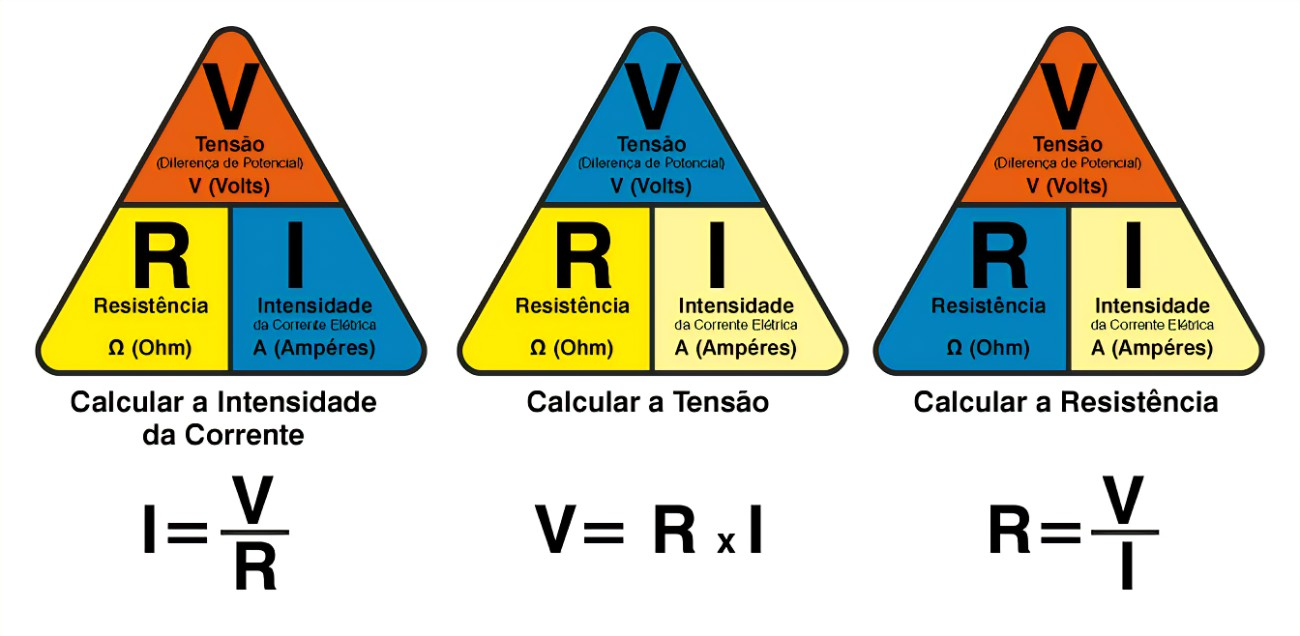 V
Tensão
(Dilerença de Potencial)
V (Volts)
R
Resistência
Ω (Ohm)
I
Intensidade
da Corrente Elétrica
A (Ampéres)
Calcular a Intensidade
da Corrente
I = V
R
V
Tensão
(Dilerença de Potoncial)
V (Volts)
R
Resistência
Ω (Ohm)
I
Intensidade
da Corrente Elétrica
A (Ampéres)
Calcular a Tensão
V = R x I
V
Tensão
(Dilerença de Potencial)
V (Volts)
R
Resistência
Ω (Ohm)
I
Intensidade
da Corrente Elétrica
A (Ampéres)
Calcular a Resistência
R = V
I